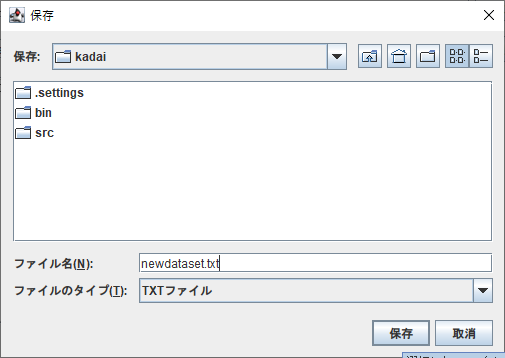 保存
保存: kadai
.settings
bin
src
ファイル名(N): newdataset.txt
ファイルのタイプ(T): TXTファイル
保存 取消